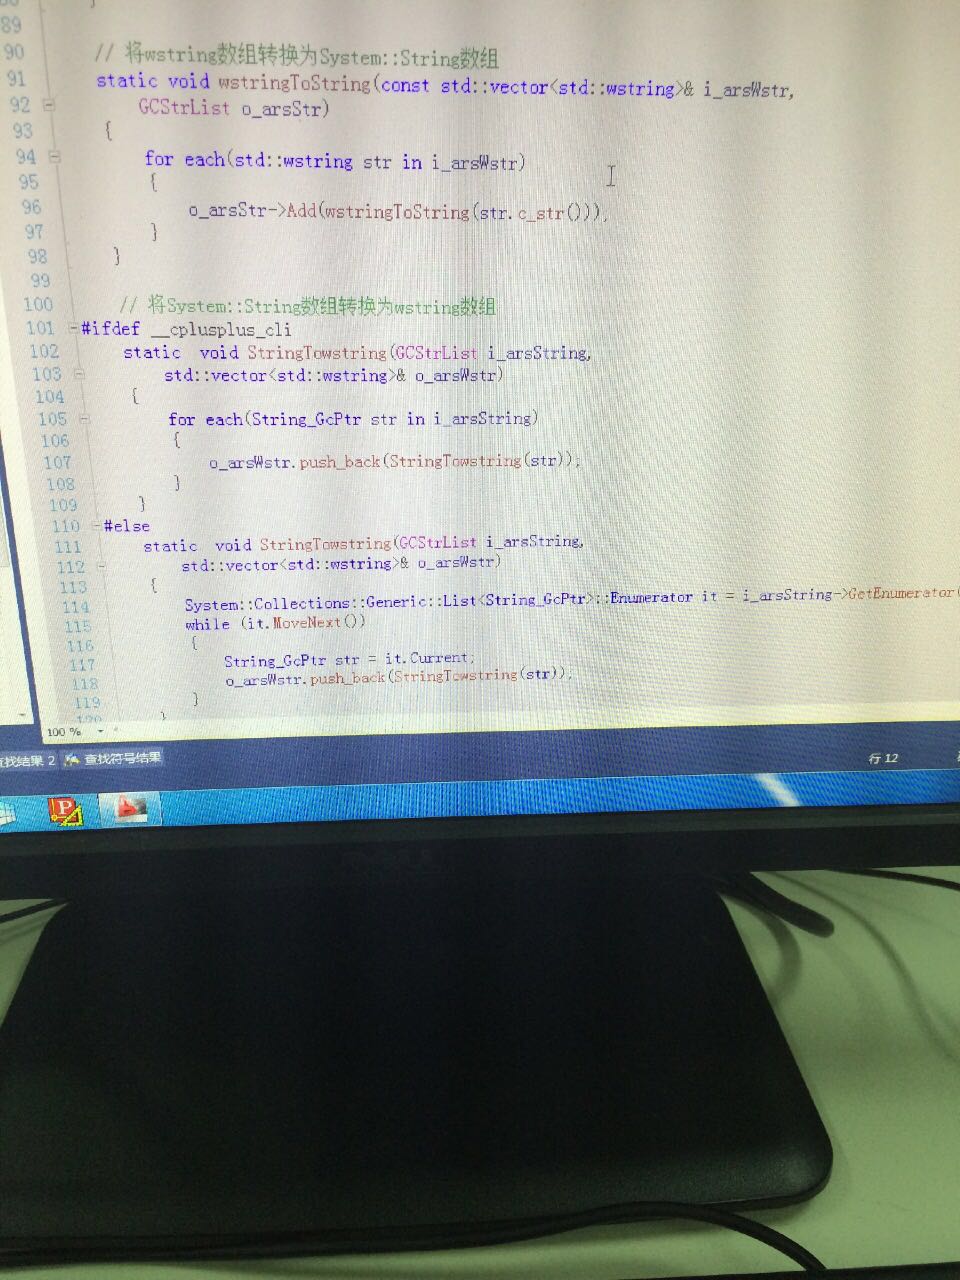 89
90 // 将wstring数组转换为System::String数组
91 static void wstringToString(const std::vector<std::wstring>& i_arsWstr,
92 GCStrList o_arsStr)
93 {
94 for each(std::wstring str in i_arsWstr)
95 {
96 o_arsStr->Add(wstringToString(str.c_str()));
97 }
98 }
99
100 // 将System::String数组转换为wstring数组
101 #ifdef __cplusplus_cli
102 static void StringTowstring(GCStrList i_arsString,
103 std::vector<std::wstring>& o_arsWstr)
104 {
105 for each(String_GcPtr str in i_arsString)
106 {
107 o_arsWstr.push_back(StringTowstring(str));
108 }
109 }
110 #else
111 static void StringTowstring(GCStrList i_arsString,
112 std::vector<std::wstring>& o_arsWstr)
113 {
114 System::Collections::Generic::List<String_GcPtr>::Enumerator it = i_arsString->GetEnumerator(
115 while (it.MoveNext())
116 {
117 String_GcPtr str = it.Current;
118 o_arsWstr.push_back(StringTowstring(str));
119 }
120 }
100 %
查找结果 2 查找符号结果 行 12
P